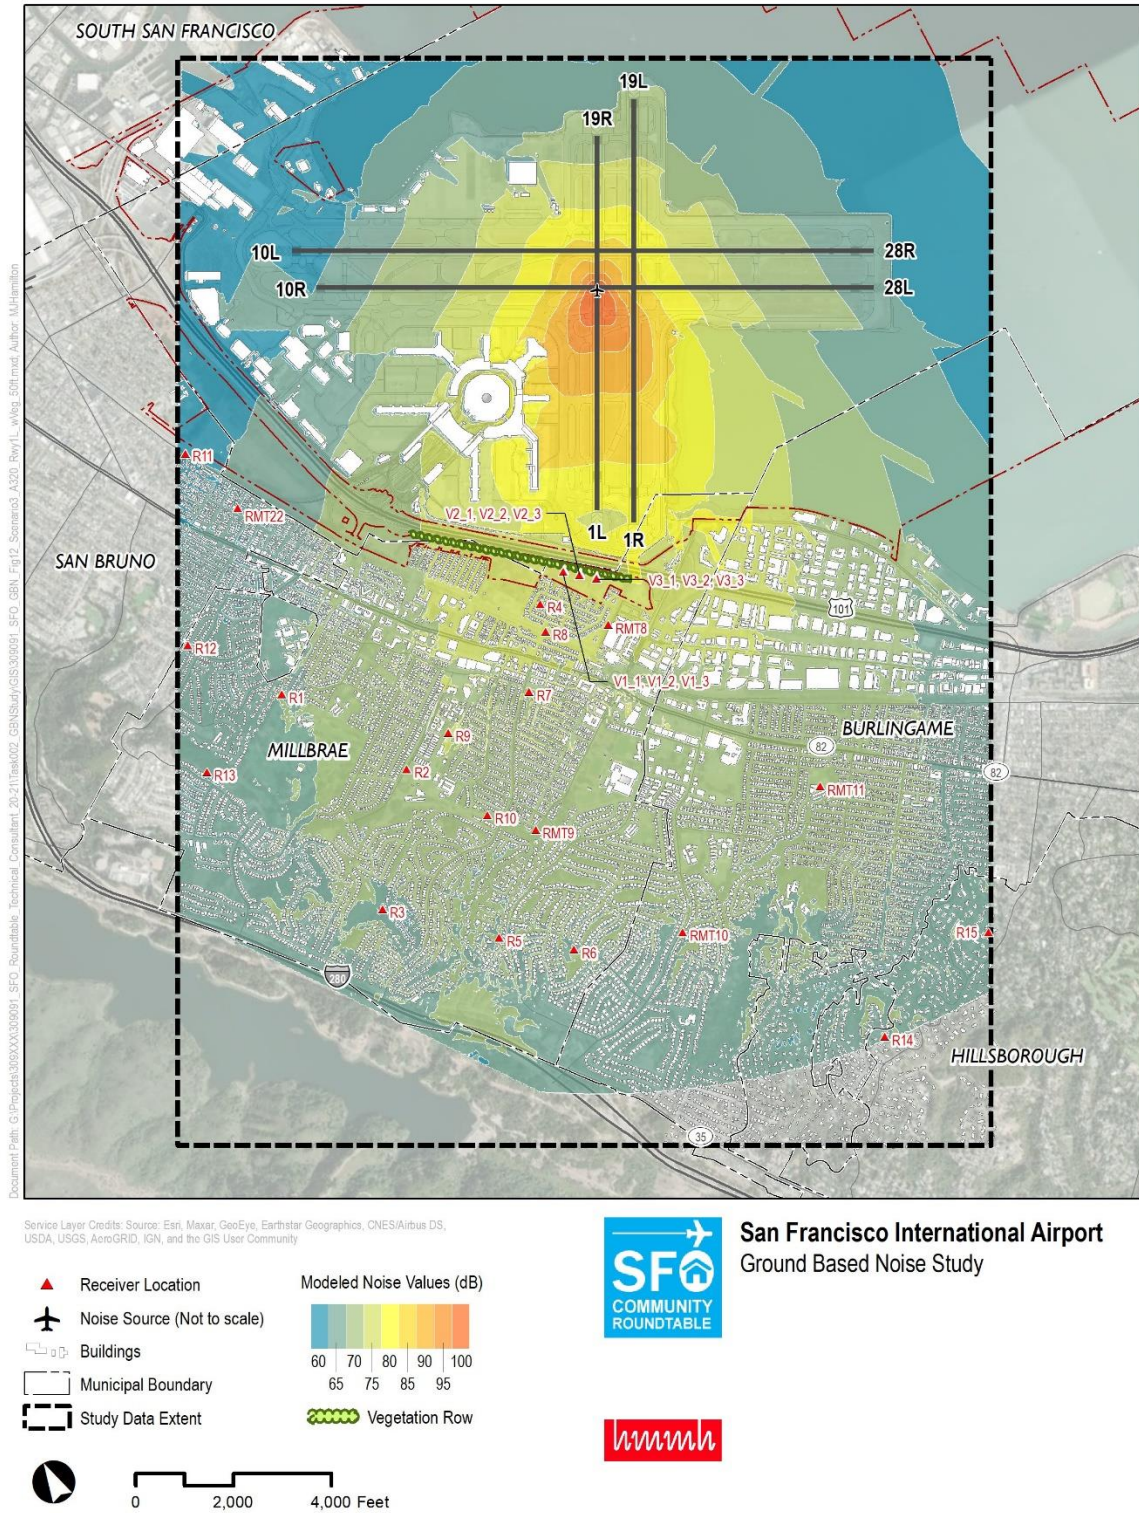 SOUTH SAN FRANCISCO
19L
19R
10L
28R
10R
28L
R11
V2_1, V2_2, V2_3
1L
1R
RMT22
SAN BRUNO
V3_1, V3_2, V3_3
R4
101
R8
RMT8
R12
V1_1, V1_2, V1_3
R1
R7
BURLINGAME
R9
MILLBRAE
82
R13
R2
82
RMT11
R10
RMT9
R3
R5
R6
RMT10
R15
280
R14
HILLSBOROUGH
35
Service Layer Credits: Source: Esri, Maxar, GeoEye, Earthstar Geographics, CNES/Airbus DS,
USDA, USGS, AeroGRID, IGN, and the GIS User Community
Receiver Location
Noise Source (Not to scale)
Buildings
Municipal Boundary
Study Data Extent
Modeled Noise Values (dB)
60 70 80 90 100
65 75 85 95
Vegetation Row
0 2,000 4,000 Feet
SFO
COMMUNITY
ROUNDTABLE
San Francisco International Airport
Ground Based Noise Study
hmmh